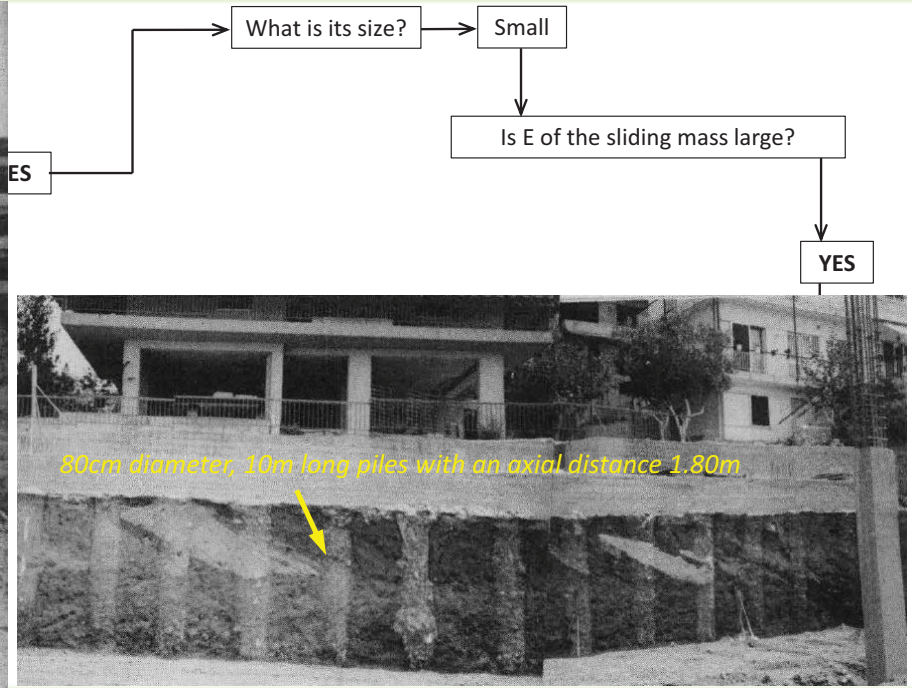 What is its size?
Small
Is E of the sliding mass large?
ES
YES
80cm diameter, 10m long piles with an axial distance 1.80m